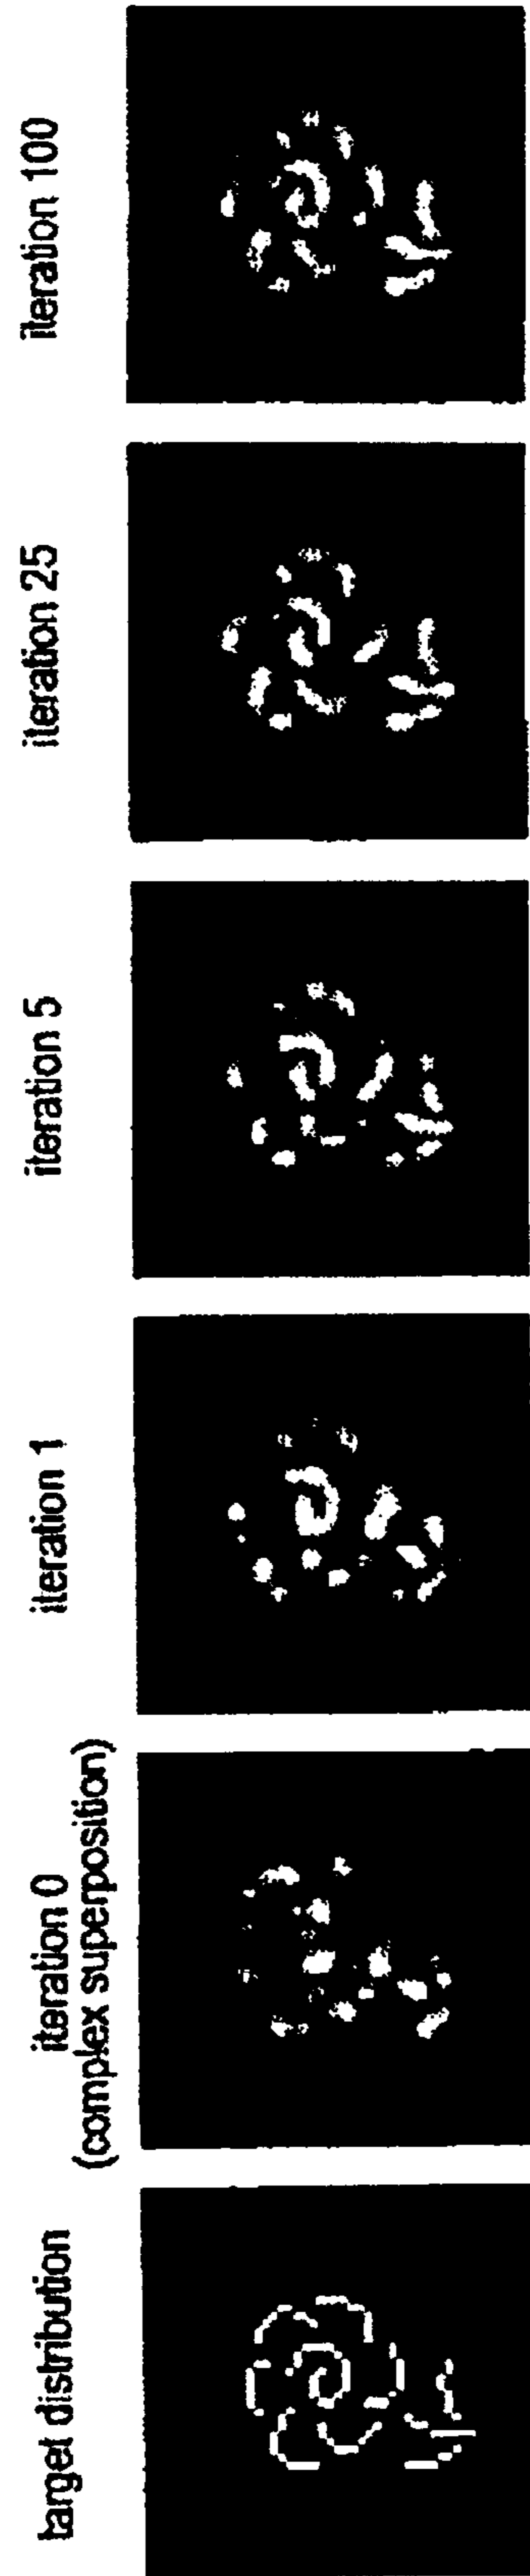 target distribution
iteration 0
(complex superposition)
iteration 1
iteration 5
iteration 25
iteration 100